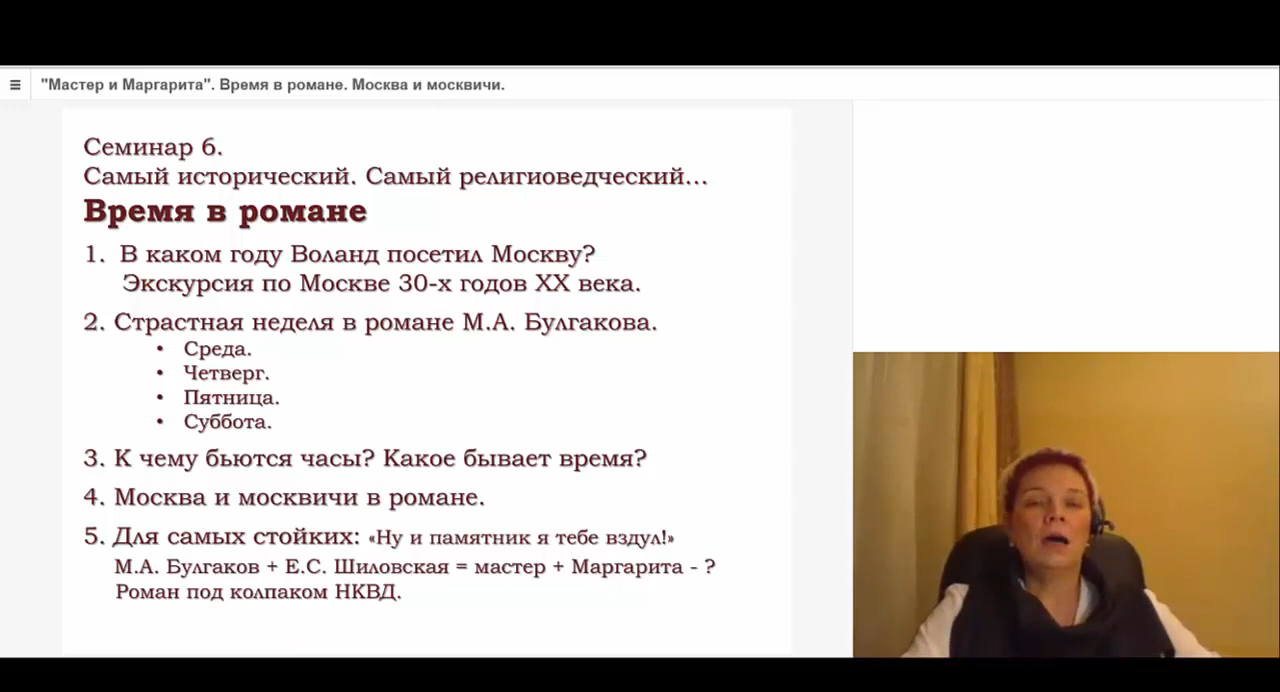 "Мастер и Маргарита". Время в романе. Москва и москвичи.
Семинар 6.
Самый исторический. Самый религиоведческий...
Время в романе
1. В каком году Воланд посетил Москву?
Экскурсия по Москве 30-х годов XX века.
2. Страстная неделя в романе М.А. Булгакова.
• Среда.
• Четверг.
• Пятница.
• Суббота.
3. К чему бьются часы? Какое бывает время?
4. Москва и москвичи в романе.
5. Для самых стойких: «Ну и памятник я тебе вздул!»
М.А. Булгаков + Е.С. Шиловская = мастер + Маргарита - ?
Роман под колпаком НКВД.